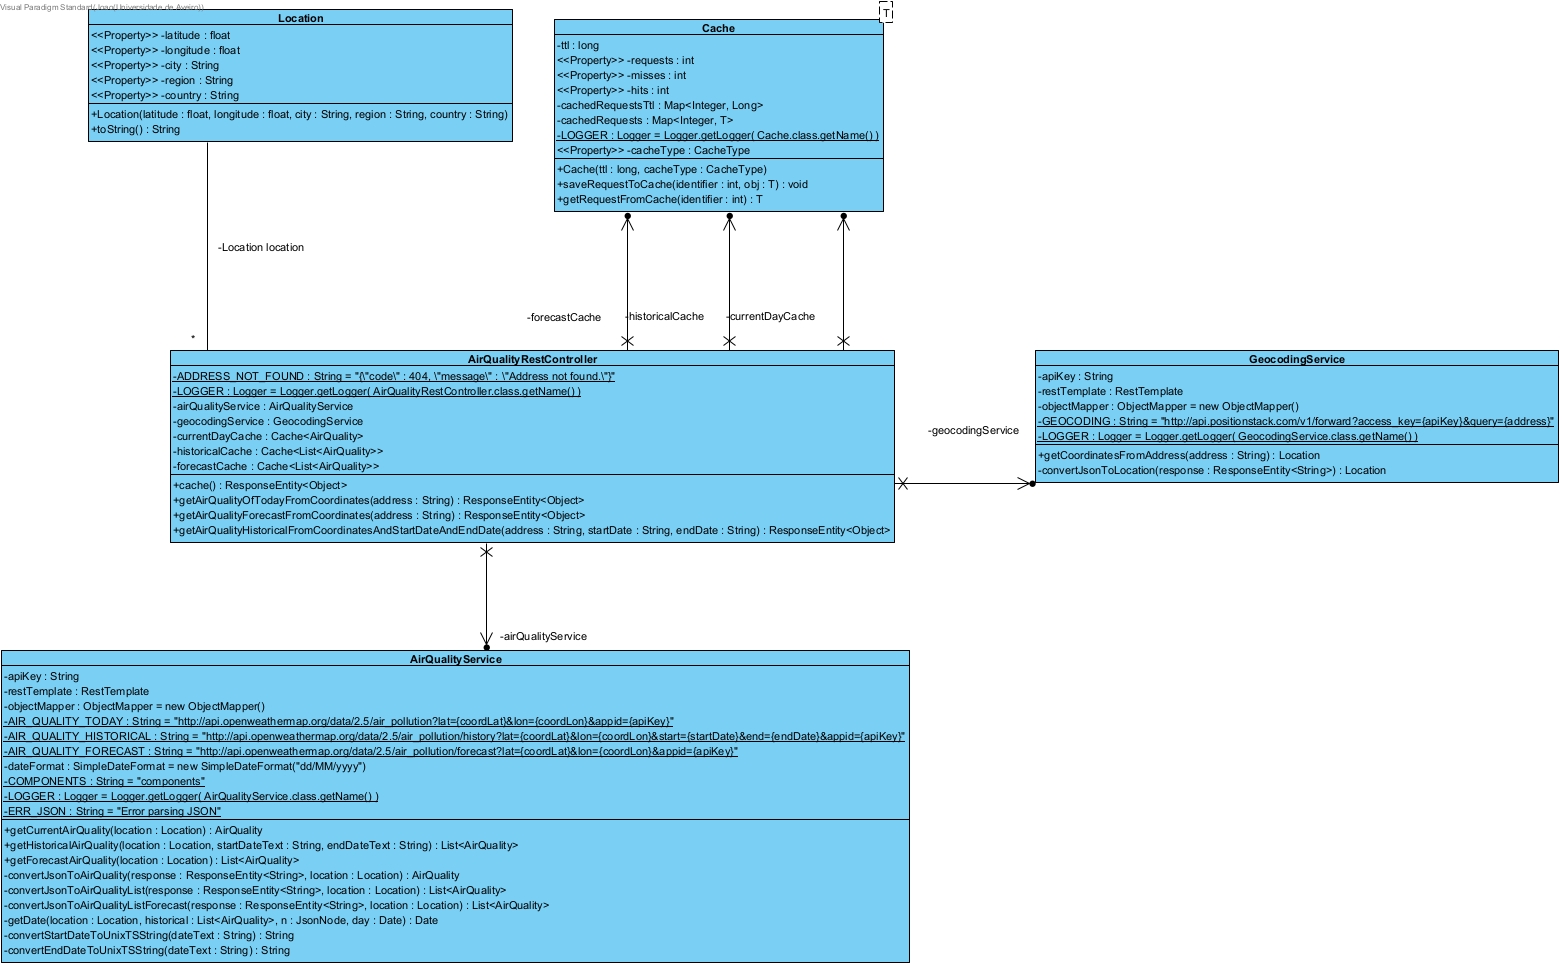 Visual Paradigm Standard(Joao(Universidade de Aveiro))
Location
<<Property>> -latitude : float
<<Property>> -longitude : float
<<Property>> -city : String
<<Property>> -region : String
<<Property>> -country : String
+Location(latitude : float, longitude : float, city : String, region : String, country : String)
+toString() : String
T
Cache
-ttl : long
<<Property>> -requests : int
<<Property>> -misses : int
<<Property>> -hits : int
-cachedRequestsTtl : Map<Integer, Long>
-cachedRequests : Map<Integer, T>
-LOGGER : Logger = Logger.getLogger( Cache.class.getName() )
<<Property>> -cacheType : CacheType
+Cache(ttl : long, cacheType : CacheType)
+saveRequestToCache(identifier : int, obj : T) : void
+getRequestFromCache(identifier : int) : T
-Location location
*
-forecastCache
-historicalCache
-currentDayCache
AirQualityRestController
-ADDRESS_NOT_FOUND : String = "{\"code\" : 404, \"message\" : \"Address not found.\"}"
-LOGGER : Logger = Logger.getLogger( AirQualityRestController.class.getName() )
-airQualityService : AirQualityService
-geocodingService : GeocodingService
-currentDayCache : Cache<AirQuality>
-historicalCache : Cache<List<AirQuality>>
-forecastCache : Cache<List<AirQuality>>
+cache() : ResponseEntity<Object>
+getAirQualityOfTodayFromCoordinates(address : String) : ResponseEntity<Object>
+getAirQualityForecastFromCoordinates(address : String) : ResponseEntity<Object>
+getAirQualityHistoricalFromCoordinatesAndStartDateAndEndDate(address : String, startDate : String, endDate : String) : ResponseEntity<Object>
-geocodingService
GeocodingService
-apiKey : String
-restTemplate : RestTemplate
-objectMapper : ObjectMapper = new ObjectMapper()
-GEOCODING : String = "http://api.positionstack.com/v1/forward?access_key={apiKey}&query={address}"
-LOGGER : Logger = Logger.getLogger( GeocodingService.class.getName() )
+getCoordinatesFromAddress(address : String) : Location
-convertJsonToLocation(response : ResponseEntity<String>) : Location
-airQualityService
AirQualityService
-apiKey : String
-restTemplate : RestTemplate
-objectMapper : ObjectMapper = new ObjectMapper()
-AIR_QUALITY_TODAY : String = "http://api.openweathermap.org/data/2.5/air_pollution?lat={coordLat}&lon={coordLon}&appid={apiKey}"
-AIR_QUALITY_HISTORICAL : String = "http://api.openweathermap.org/data/2.5/air_pollution/history?lat={coordLat}&lon={coordLon}&start={startDate}&end={endDate}&appid={apiKey}"
-AIR_QUALITY_FORECAST : String = "http://api.openweathermap.org/data/2.5/air_pollution/forecast?lat={coordLat}&lon={coordLon}&appid={apiKey}"
-dateFormat : SimpleDateFormat = new SimpleDateFormat("dd/MM/yyyy")
-COMPONENTS : String = "components"
-LOGGER : Logger = Logger.getLogger( AirQualityService.class.getName() )
-ERR_JSON : String = "Error parsing JSON"
+getCurrentAirQuality(location : Location) : AirQuality
+getHistoricalAirQuality(location : Location, startDateText : String, endDateText : String) : List<AirQuality>
+getForecastAirQuality(location : Location) : List<AirQuality>
-convertJsonToAirQuality(response : ResponseEntity<String>, location : Location) : AirQuality
-convertJsonToAirQualityList(response : ResponseEntity<String>, location : Location) : List<AirQuality>
-convertJsonToAirQualityListForecast(response : ResponseEntity<String>, location : Location) : List<AirQuality>
-getDate(location : Location, historical : List<AirQuality>, n : JsonNode, day : Date) : Date
-convertStartDateToUnixTSString(dateText : String) : String
-convertEndDateToUnixTSString(dateText : String) : String